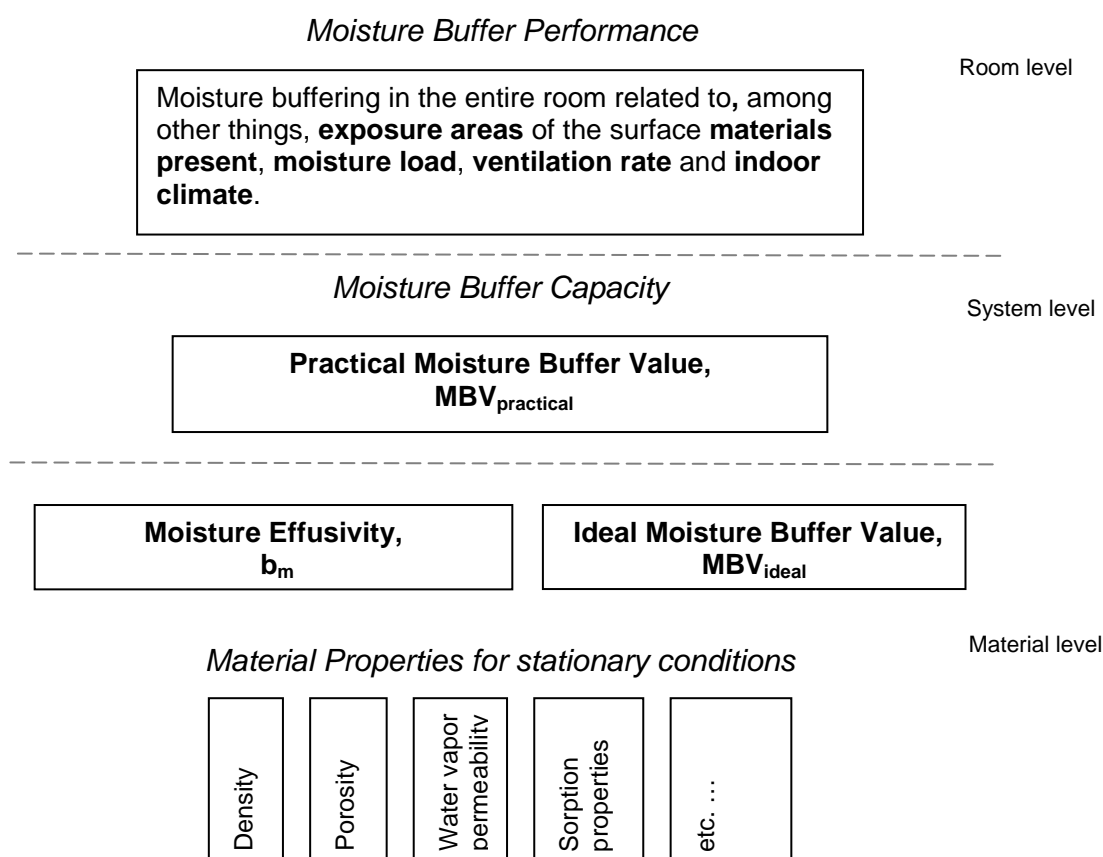 Moisture Buffer Performance
Room level
Moisture buffering in the entire room related to, among
other things, exposure areas of the surface materials
present, moisture load, ventilation rate and indoor
climate.
Moisture Buffer Capacity
System level
Practical Moisture Buffer Value,
MBVpractical
Moisture Effusivity,
bm
Ideal Moisture Buffer Value,
MBVideal
Material level
Material Properties for stationary conditions
Density
Porosity
Water vapor
permeability
Sorption
properties
etc. …